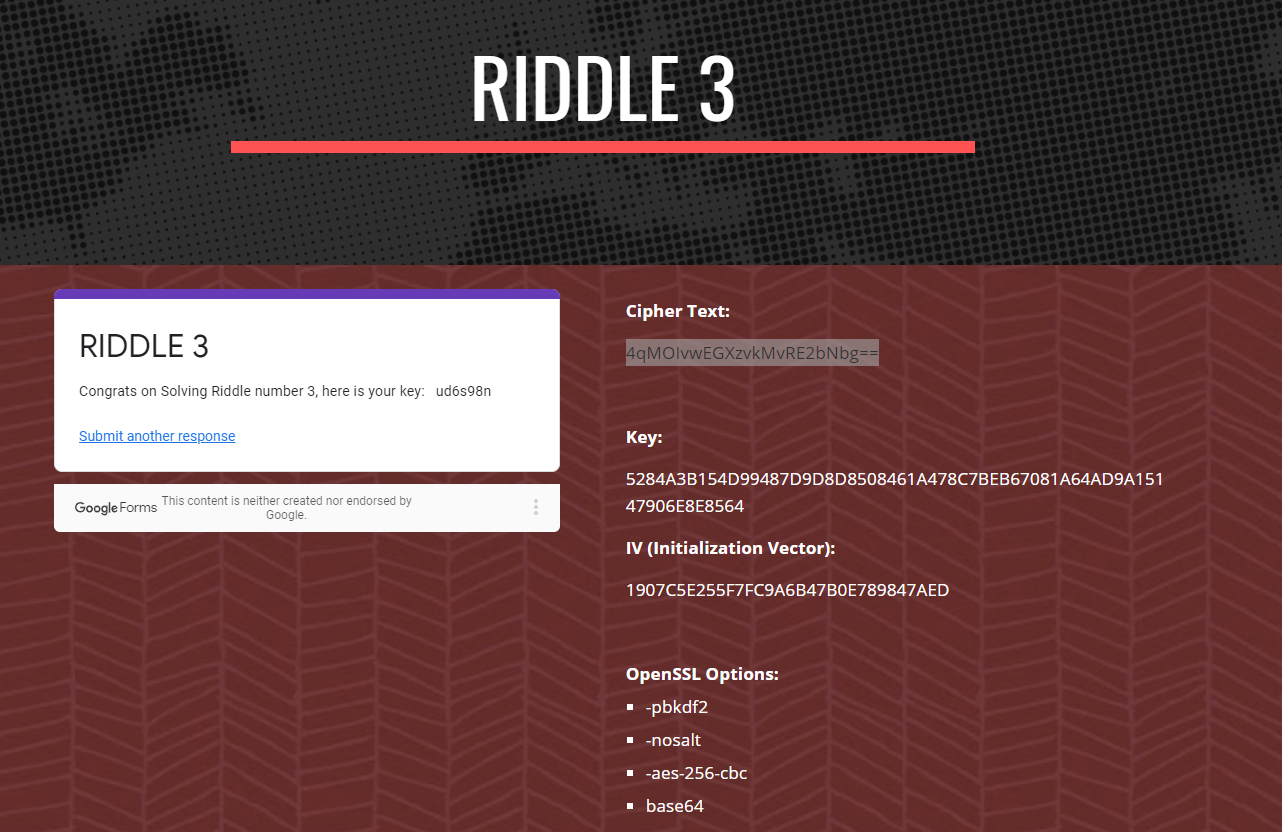 RIDDLE 3
RIDDLE 3
Congrats on Solving Riddle number 3, here is your key: ud6s98n
Submit another response
Google Forms
This content is neither created nor endorsed by
Google.
Cipher Text:
4qMOIvwEGXzvkMvRE2bNbg==
Key:
5284A3B154D99487D9D8D8508461A478C7BEB67081A64AD9A151
47906E8E8564
IV (Initialization Vector):
1907C5E255F7FC9A6B47B0E789847AED
OpenSSL Options:
-pbkdf2
-nosalt
-aes-256-cbc
base64